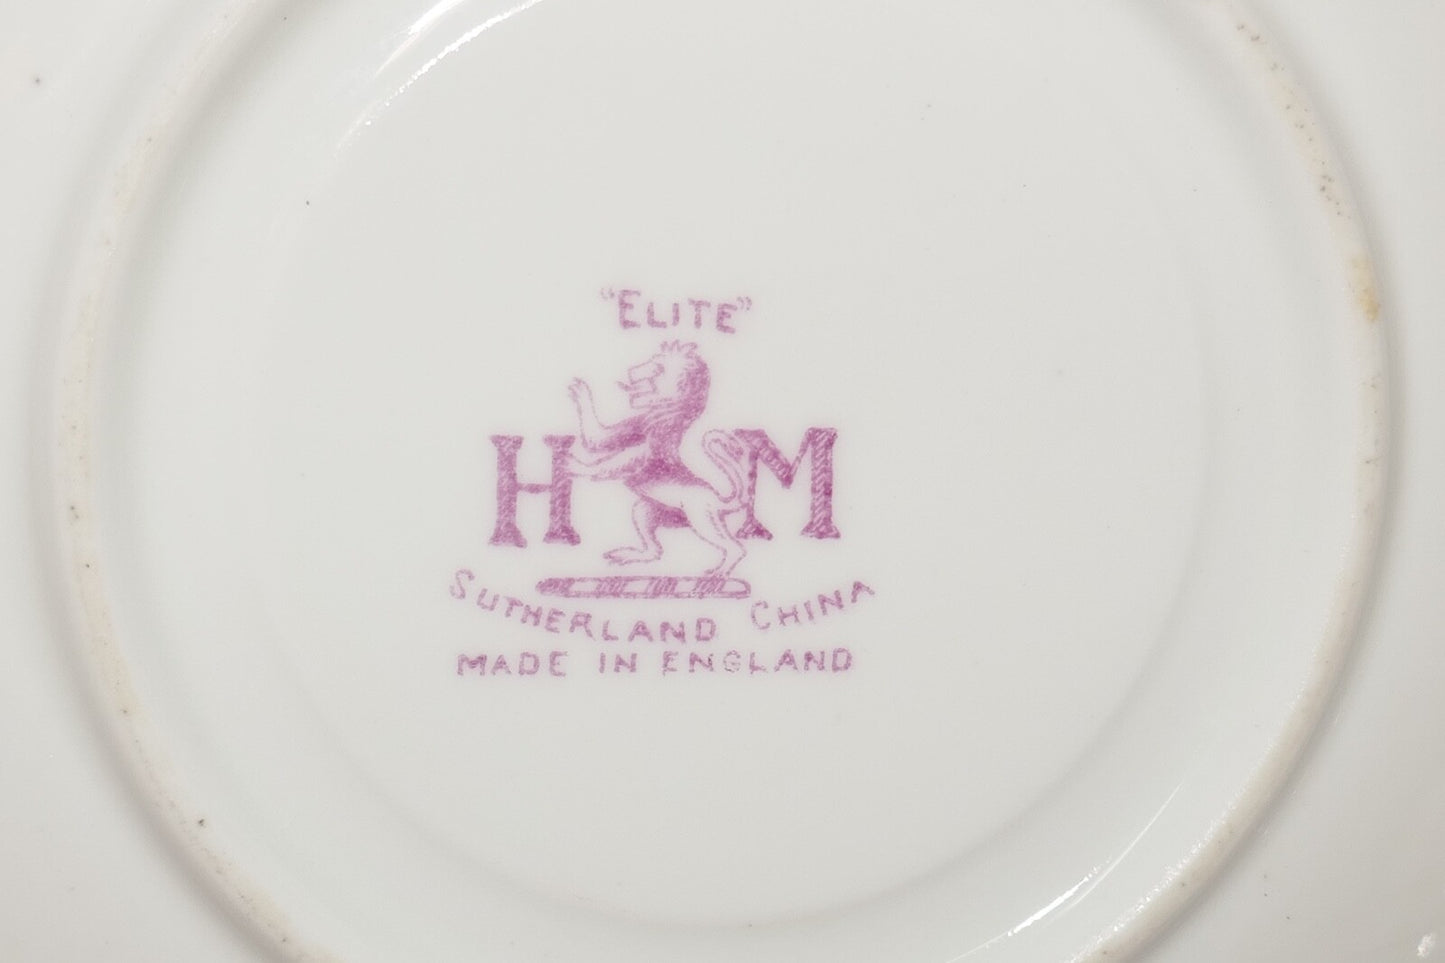 "ELITE"
H M
SUTHERLAND CHINA
MADE IN ENGLAND